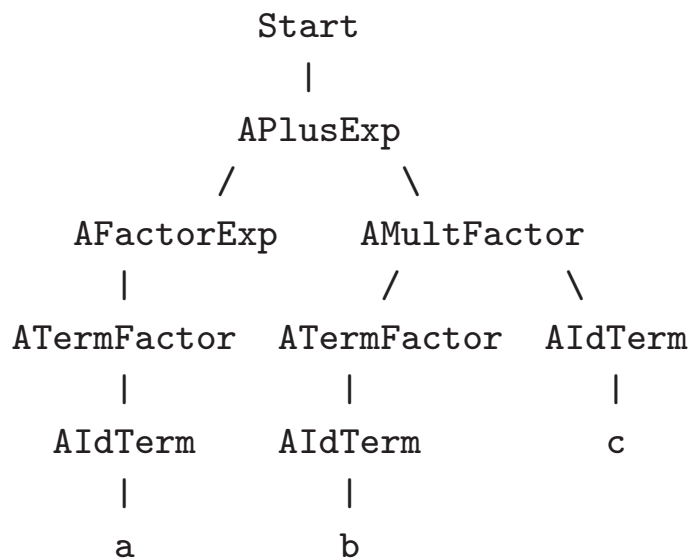 Start
|
APlusExp
/ \
AFactorExp AMultFactor
| / \
ATermFactor ATermFactor AIdTerm
| | |
AIdTerm AIdTerm c
| |
a b